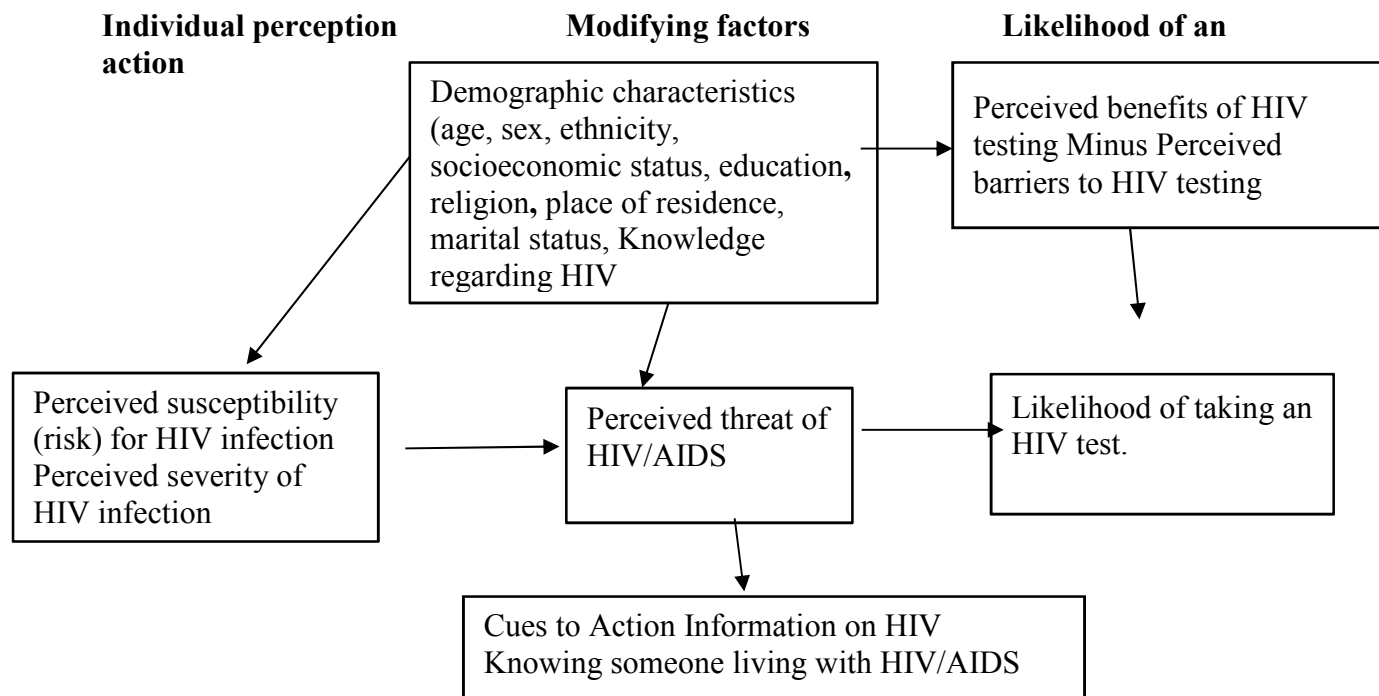 Individual perception Modifying factors Likelihood of an
action
Demographic characteristics
(age, sex, ethnicity,
socioeconomic status, education,
religion, place of residence,
marital status, Knowledge
regarding HIV
Perceived benefits of HIV
testing Minus Perceived
barriers to HIV testing
Perceived susceptibility
(risk) for HIV infection
Perceived severity of
HIV infection
Perceived threat of
HIV/AIDS
Likelihood of taking an
HIV test.
Cues to Action Information on HIV
Knowing someone living with HIV/AIDS